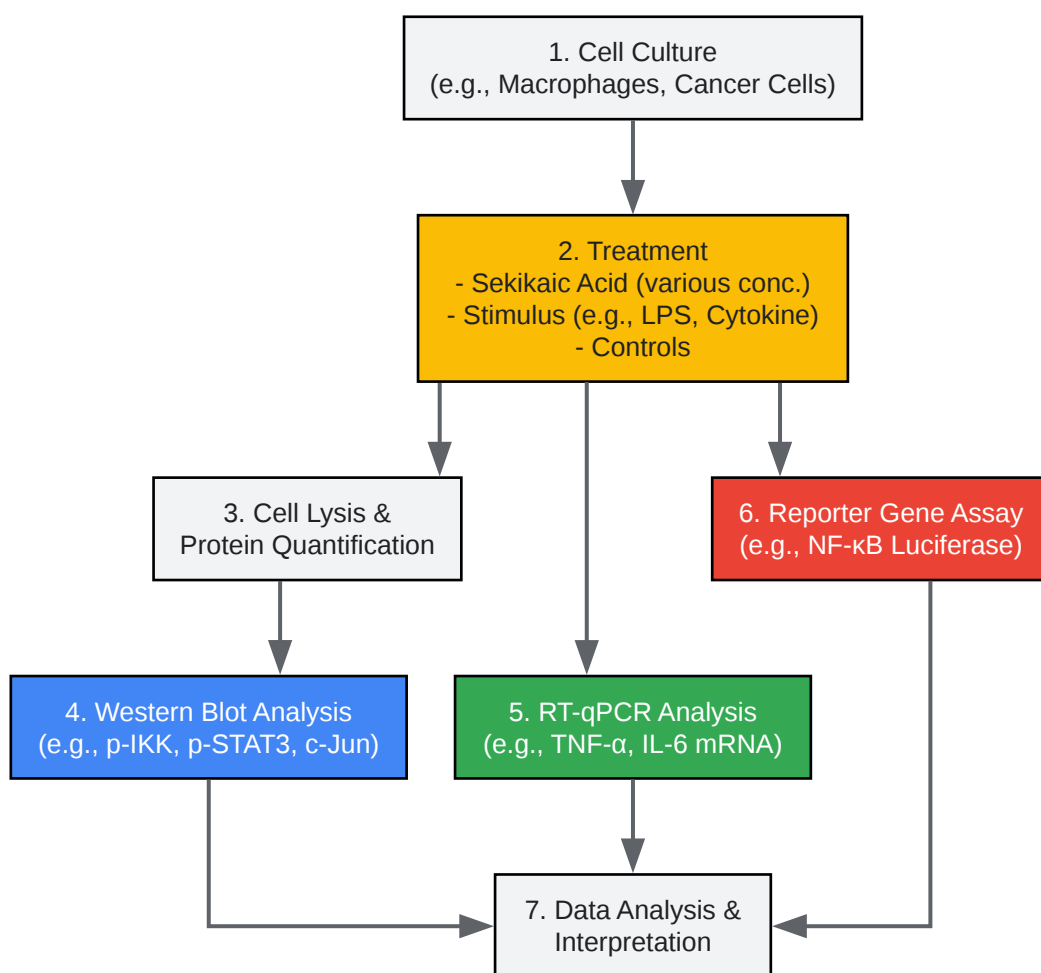 1. Cell Culture
(e.g., Macrophages, Cancer Cells)
2. Treatment
- Sekikaic Acid (various conc.)
- Stimulus (e.g., LPS, Cytokine)
- Controls
3. Cell Lysis &
Protein Quantification
6. Reporter Gene Assay
(e.g., NF-κB Luciferase)
4. Western Blot Analysis
(e.g., p-IKK, p-STAT3, c-Jun)
5. RT-qPCR Analysis
(e.g., TNF-α, IL-6 mRNA)
7. Data Analysis &
Interpretation